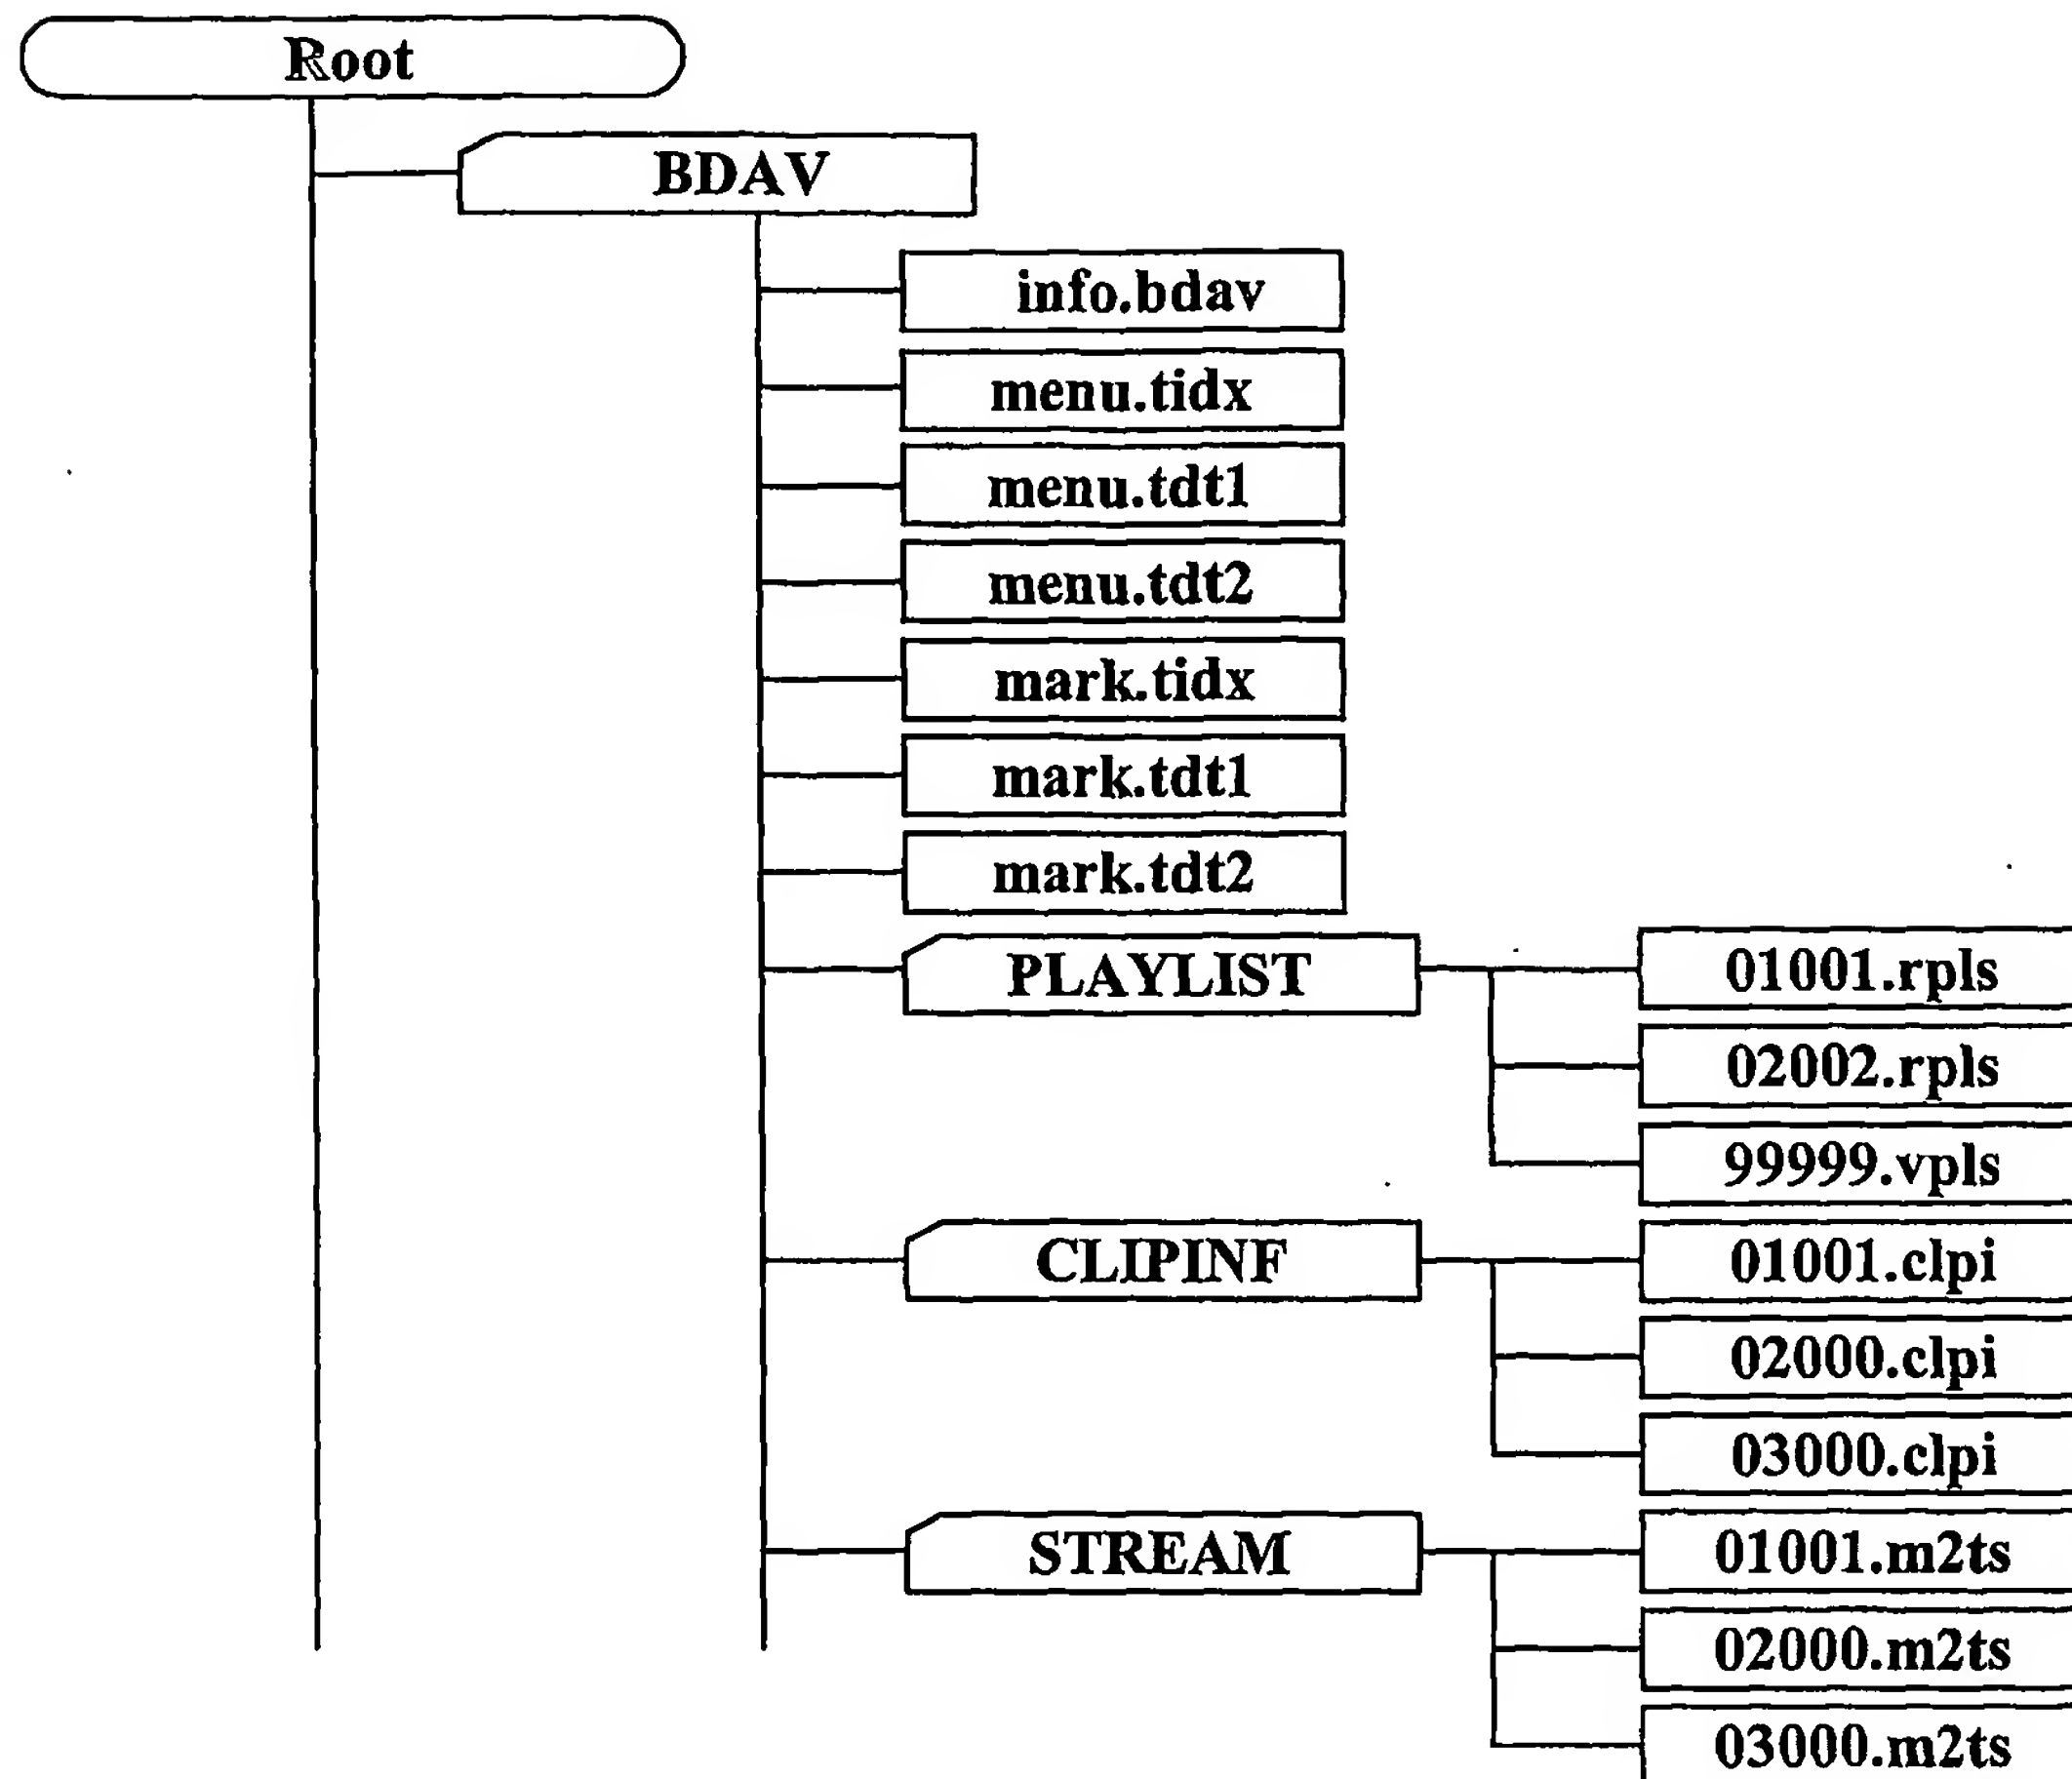 Root
BDAV
info.bdav
menu.tidx
menu.tdt1
menu.tdt2
mark.tidx
mark.tdt1
mark.tdt2
PLAYLIST
01001.rpls
02002.rpls
99999.vpls
CLIPINF
01001.clpi
02000.clpi
03000.clpi
STREAM
01001.m2ts
02000.m2ts
03000.m2ts